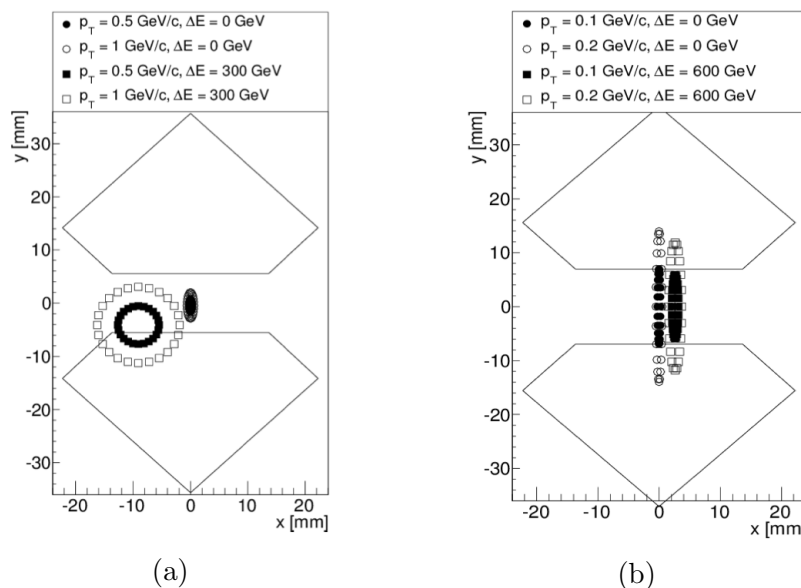 p_T = 0.5 GeV/c, ΔE = 0 GeV
p_T = 1 GeV/c, ΔE = 0 GeV
p_T = 0.5 GeV/c, ΔE = 300 GeV
p_T = 1 GeV/c, ΔE = 300 GeV
y [mm]
30
20
10
0
-10
-20
-30
-20 -10 0 10 20
x [mm]
(a)
p_T = 0.1 GeV/c, ΔE = 0 GeV
p_T = 0.2 GeV/c, ΔE = 0 GeV
p_T = 0.1 GeV/c, ΔE = 600 GeV
p_T = 0.2 GeV/c, ΔE = 600 GeV
y [mm]
30
20
10
0
-10
-20
-30
-20 -10 0 10 20
x [mm]
(b)